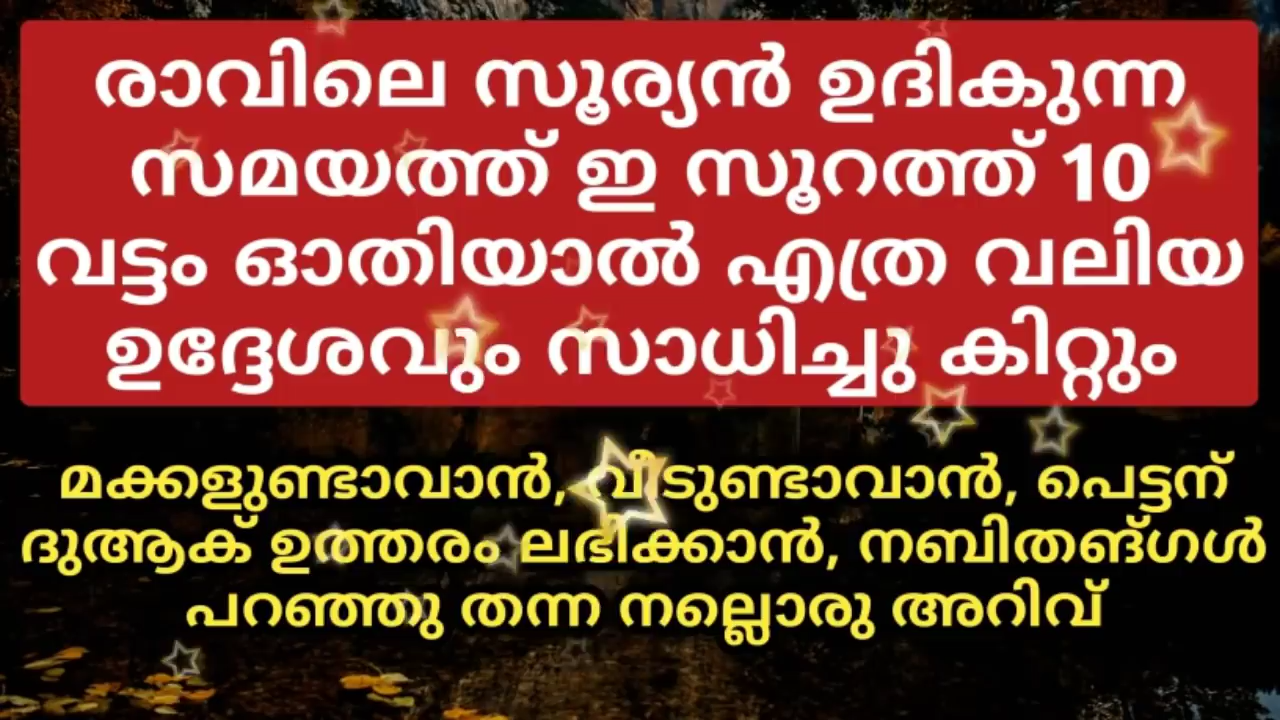 രാവിലെ സൂര്യൻ ഉദികുന്ന
സമയത്ത് ഇ സൂറത്ത് 10
വട്ടം ഓതിയാൽ എത്ര വലിയ
ഉദ്ദേശവും സാധിച്ചു കിറ്റും
മക്കളുണ്ടാവാൻ, വീടുണ്ടാവാൻ, പെട്ടന്
ദുആക് ഉത്തരം ലഭിക്കാൻ, നബിതങ്ഗൾ
പറഞ്ഞു തന്ന നല്ലൊരു അറിവ്